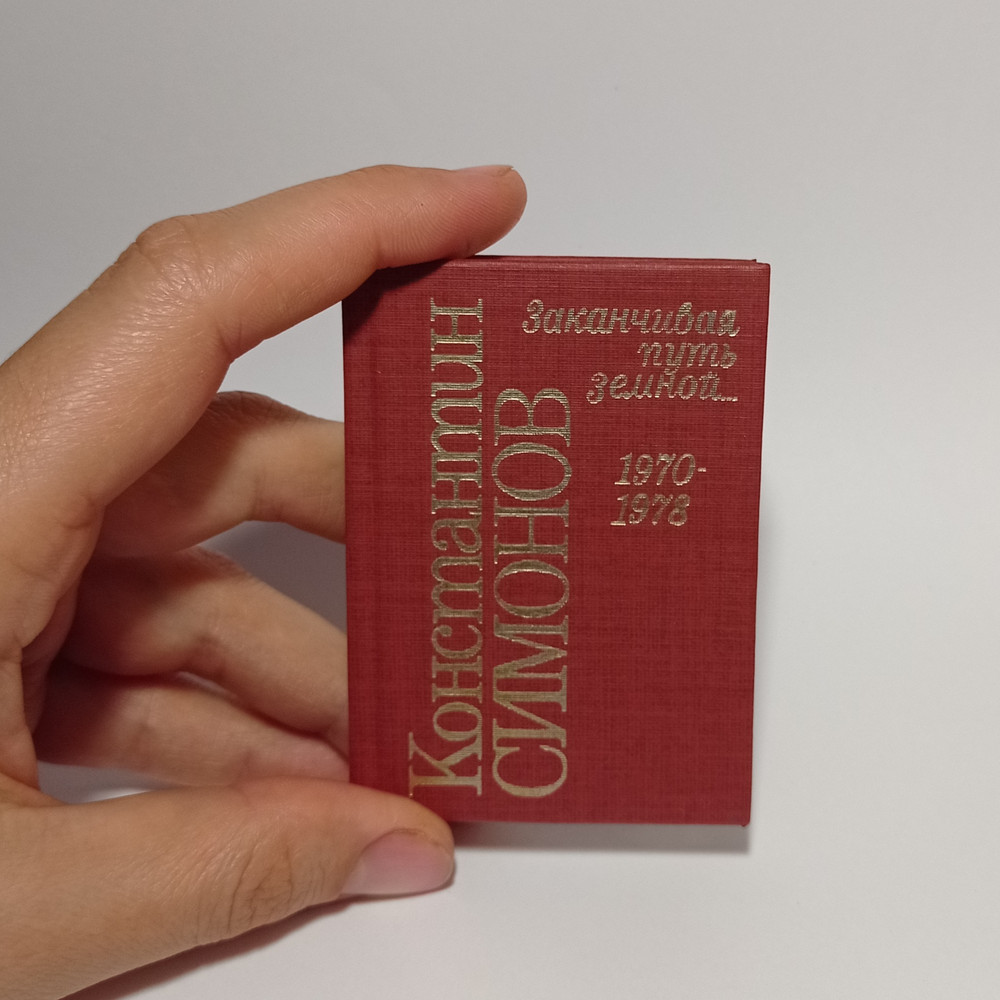 Константин
СИМОНОВ
Заканчивая
путь
земной...
1970-
1978